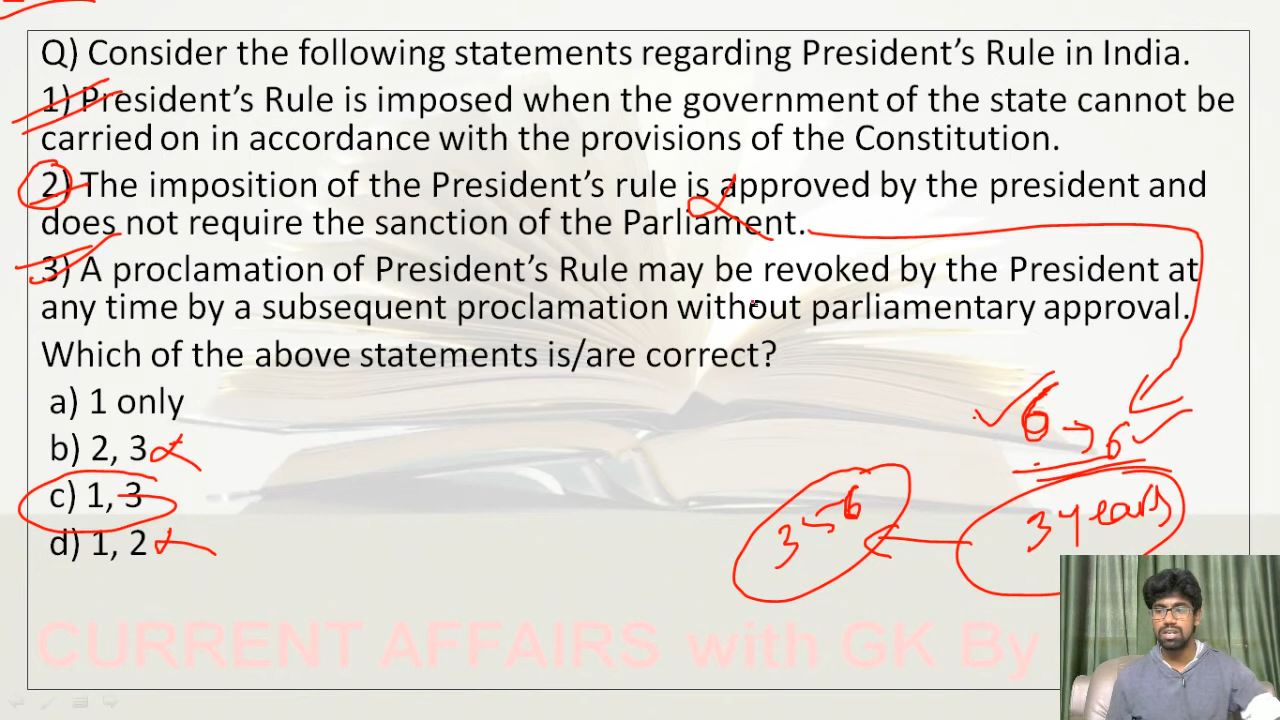 Q) Consider the following statements regarding President's Rule in India.
1) President's Rule is imposed when the government of the state cannot be
carried on in accordance with the provisions of the Constitution.
2) The imposition of the President's rule is approved by the president and
does not require the sanction of the Parliament.
3) A proclamation of President's Rule may be revoked by the President at
any time by a subsequent proclamation without parliamentary approval.
Which of the above statements is/are correct?
a) 1 only
b) 2, 3
c) 1, 3
d) 1, 2
6 → 6
3 years
356
CURRENT AFFAIRS with GK By